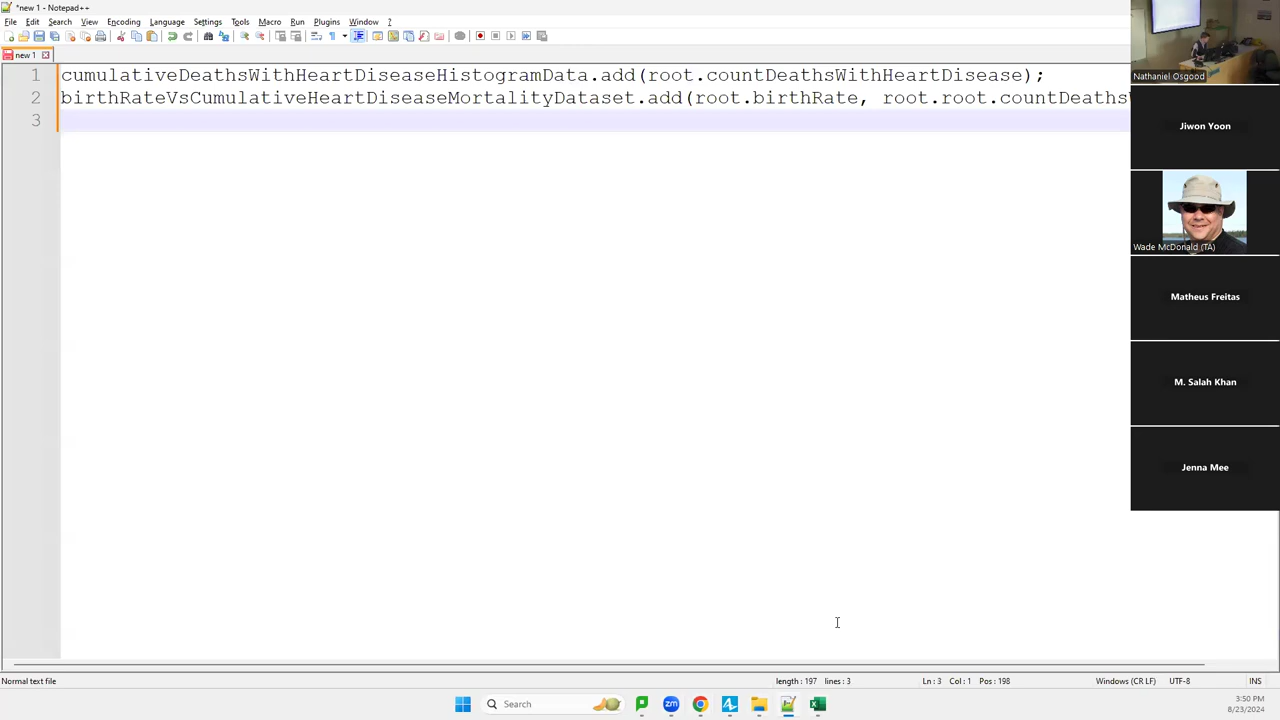 *new 1 - Notepad++
File Edit Search View Encoding Language Settings Tools Macro Run Plugins Window ?
new 1
1 cumulativeDeathsWithHeartDiseaseHistogramData.add(root.countDeathsWithHeartDisease);
2 birthRateVsCumulativeHeartDiseaseMortalityDataset.add(root.birthRate, root.root.countDeaths
3
Nathaniel Osgood
Jiwon Yoon
Wade McDonald (TA)
Matheus Freitas
M. Salah Khan
Jenna Mee
Normal text file
length : 197 lines : 3
Ln : 3 Col : 1 Pos : 198
Windows (CR LF)
UTF-8
INS
Search
3:50 PM
8/23/2024